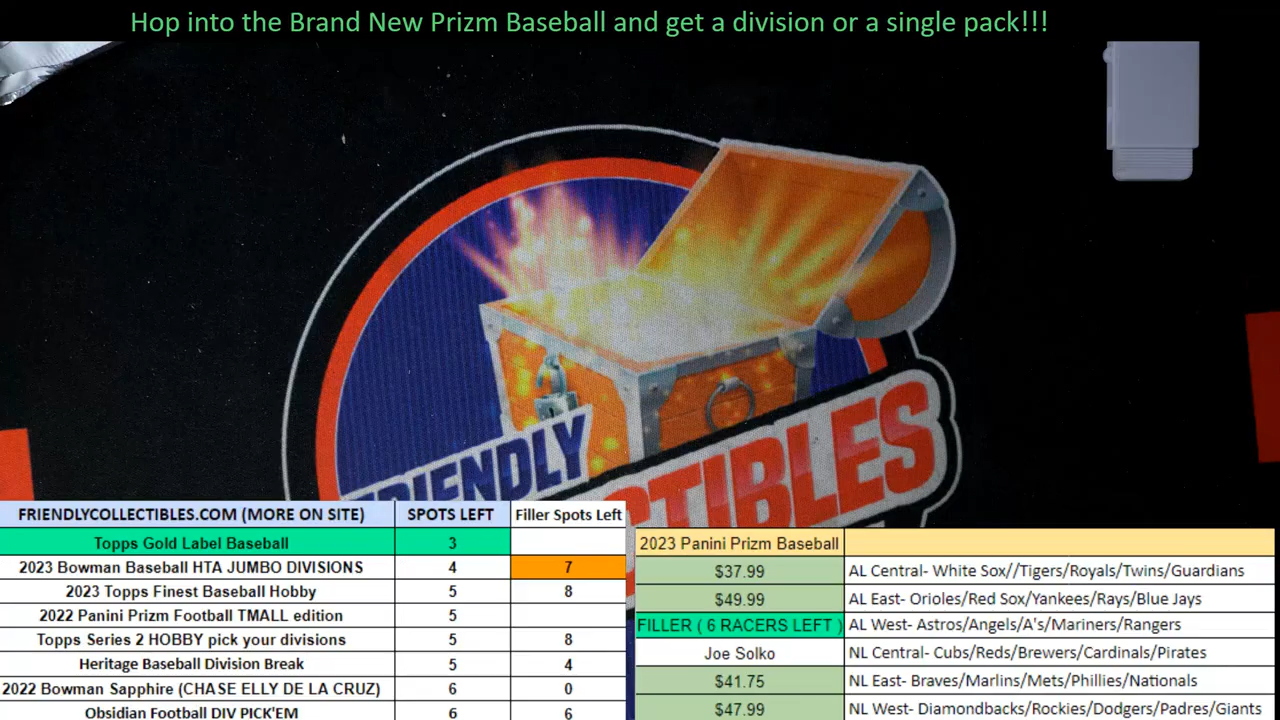 Hop into the Brand New Prizm Baseball and get a division or a single pack!!!
FRIENDLY
CTIBLES
FRIENDLYCOLLECTIBLES.COM (MORE ON SITE) SPOTS LEFT Filler Spots Left
Topps Gold Label Baseball 3
2023 Bowman Baseball HTA JUMBO DIVISIONS 4 7
2023 Topps Finest Baseball Hobby 5 8
2022 Panini Prizm Football TMALL edition 5
Topps Series 2 HOBBY pick your divisions 5 8
Heritage Baseball Division Break 5 4
2022 Bowman Sapphire (CHASE ELLY DE LA CRUZ) 6 0
Obsidian Football DIV PICK'EM 6 6
2023 Panini Prizm Baseball
$37.99 AL Central- White Sox//Tigers/Royals/Twins/Guardians
$49.99 AL East- Orioles/Red Sox/Yankees/Rays/Blue Jays
FILLER ( 6 RACERS LEFT ) AL West- Astros/Angels/A's/Mariners/Rangers
Joe Solko NL Central- Cubs/Reds/Brewers/Cardinals/Pirates
$41.75 NL East- Braves/Marlins/Mets/Phillies/Nationals
$47.99 NL West- Diamondbacks/Rockies/Dodgers/Padres/Giants